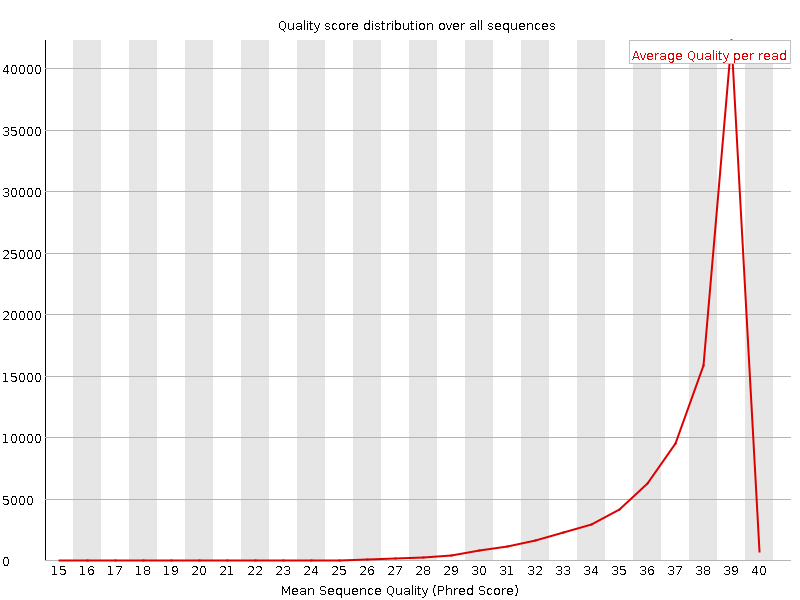 Quality score distribution over all sequences
Average Quality per read
40000
35000
30000
25000
20000
15000
10000
5000
0
15 16 17 18 19 20 21 22 23 24 25 26 27 28 29 30 31 32 33 34 35 36 37 38 39 40
Mean Sequence Quality (Phred Score)